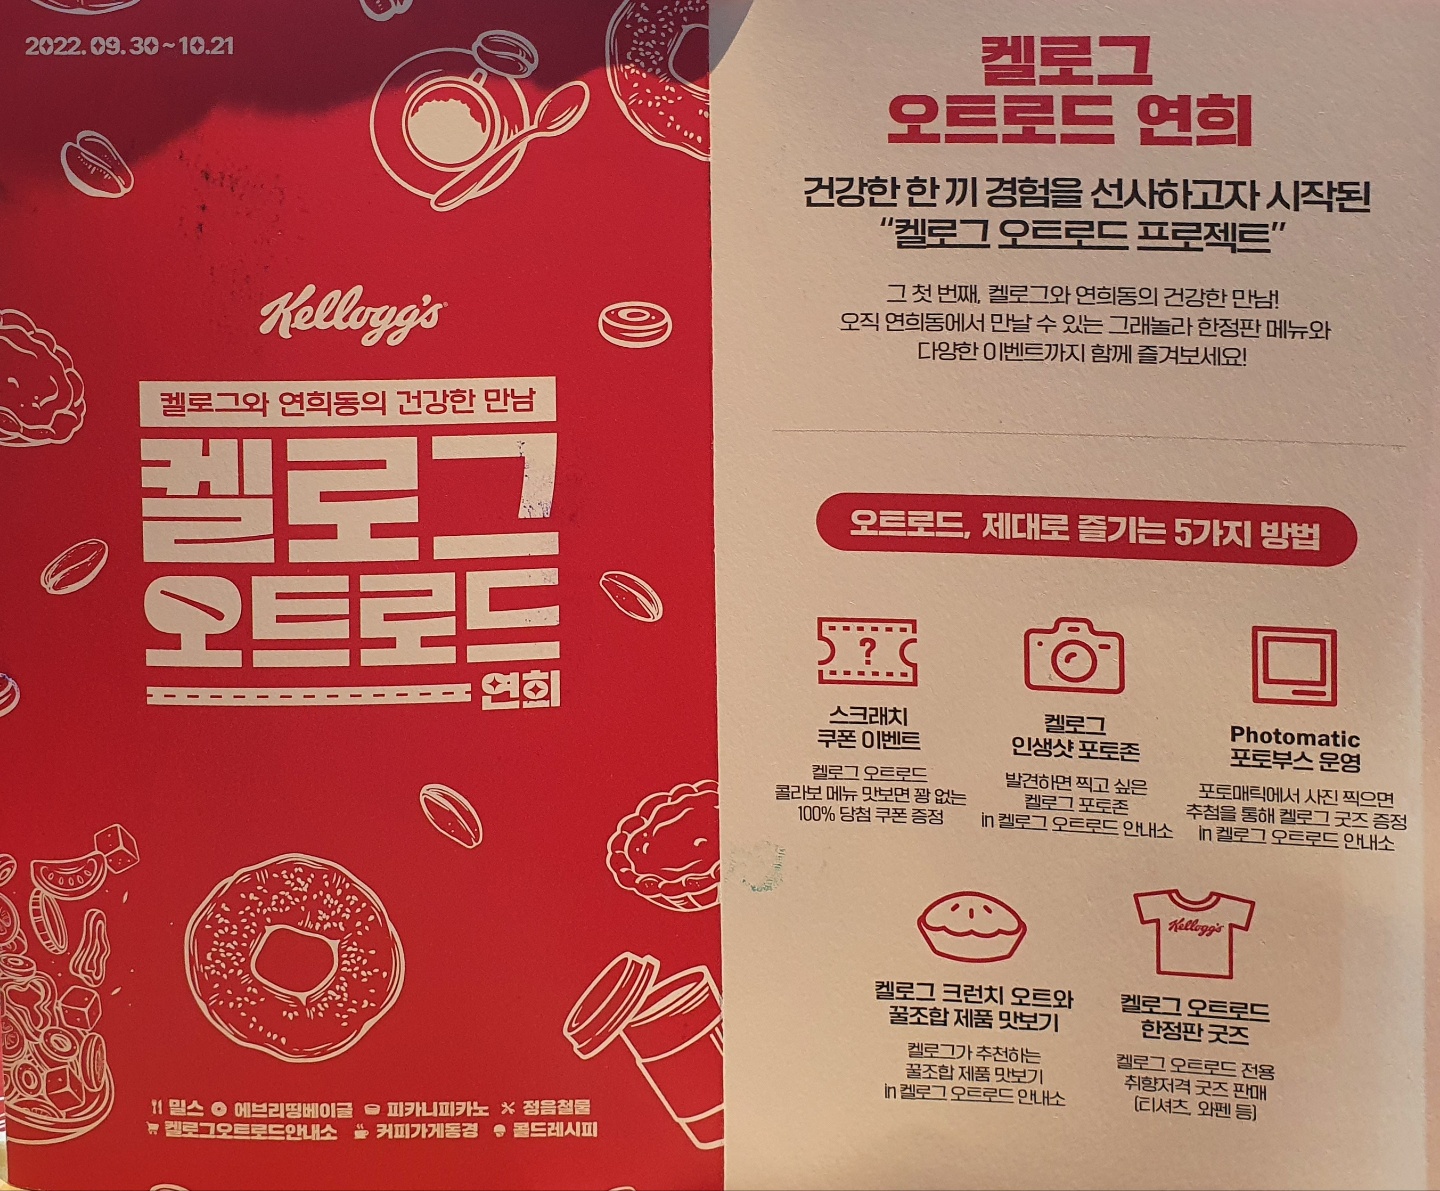 2022. 09. 30 ~ 10.21
Kellogg's
켈로그와 연희동의 건강한 만남
켈로그
오트로드
연희
밀스 에브리띵베이글 피카니피카노 정음철물
켈로그오트로드안내소 커피가게동경 콜드레시피
켈로그
오트로드 연희
건강한 한 끼 경험을 선사하고자 시작된
“켈로그 오트로드 프로젝트”
그 첫 번째, 켈로그와 연희동의 건강한 만남!
오직 연희동에서 만날 수 있는 그래놀라 한정판 메뉴와
다양한 이벤트까지 함께 즐겨보세요!
오트로드, 제대로 즐기는 5가지 방법
?
스크래치
쿠폰 이벤트
켈로그 오트로드
콜라보 메뉴 맛보면 꽝 없는
100% 당첨 쿠폰 증정
켈로그
인생샷 포토존
발견하면 찍고 싶은
켈로그 포토존
in 켈로그 오트로드 안내소
Photomatic
포토부스 운영
포토매틱에서 사진 찍으면
추첨을 통해 켈로그 굿즈 증정
in 켈로그 오트로드 안내소
켈로그 크런치 오트와
꿀조합 제품 맛보기
켈로그가 추천하는
꿀조합 제품 맛보기
in 켈로그 오트로드 안내소
Kellogg's
켈로그 오트로드
한정판 굿즈
켈로그 오트로드 전용
취향저격 굿즈 판매
(티셔츠, 와펜 등)